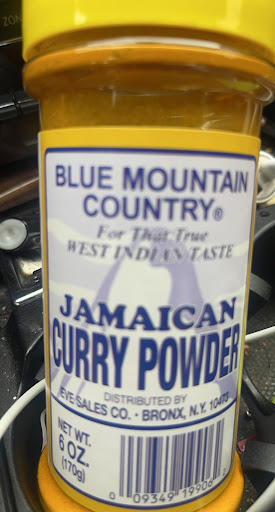 BLUE MOUNTAIN
COUNTRY®
For That True
WEST INDIAN TASTE
JAMAICAN
CURRY POWDER
DISTRIBUTED BY
EVE SALES CO. · BRONX, N.Y. 10473
NET WT.
6 OZ.
(170g)
0 09349 19906